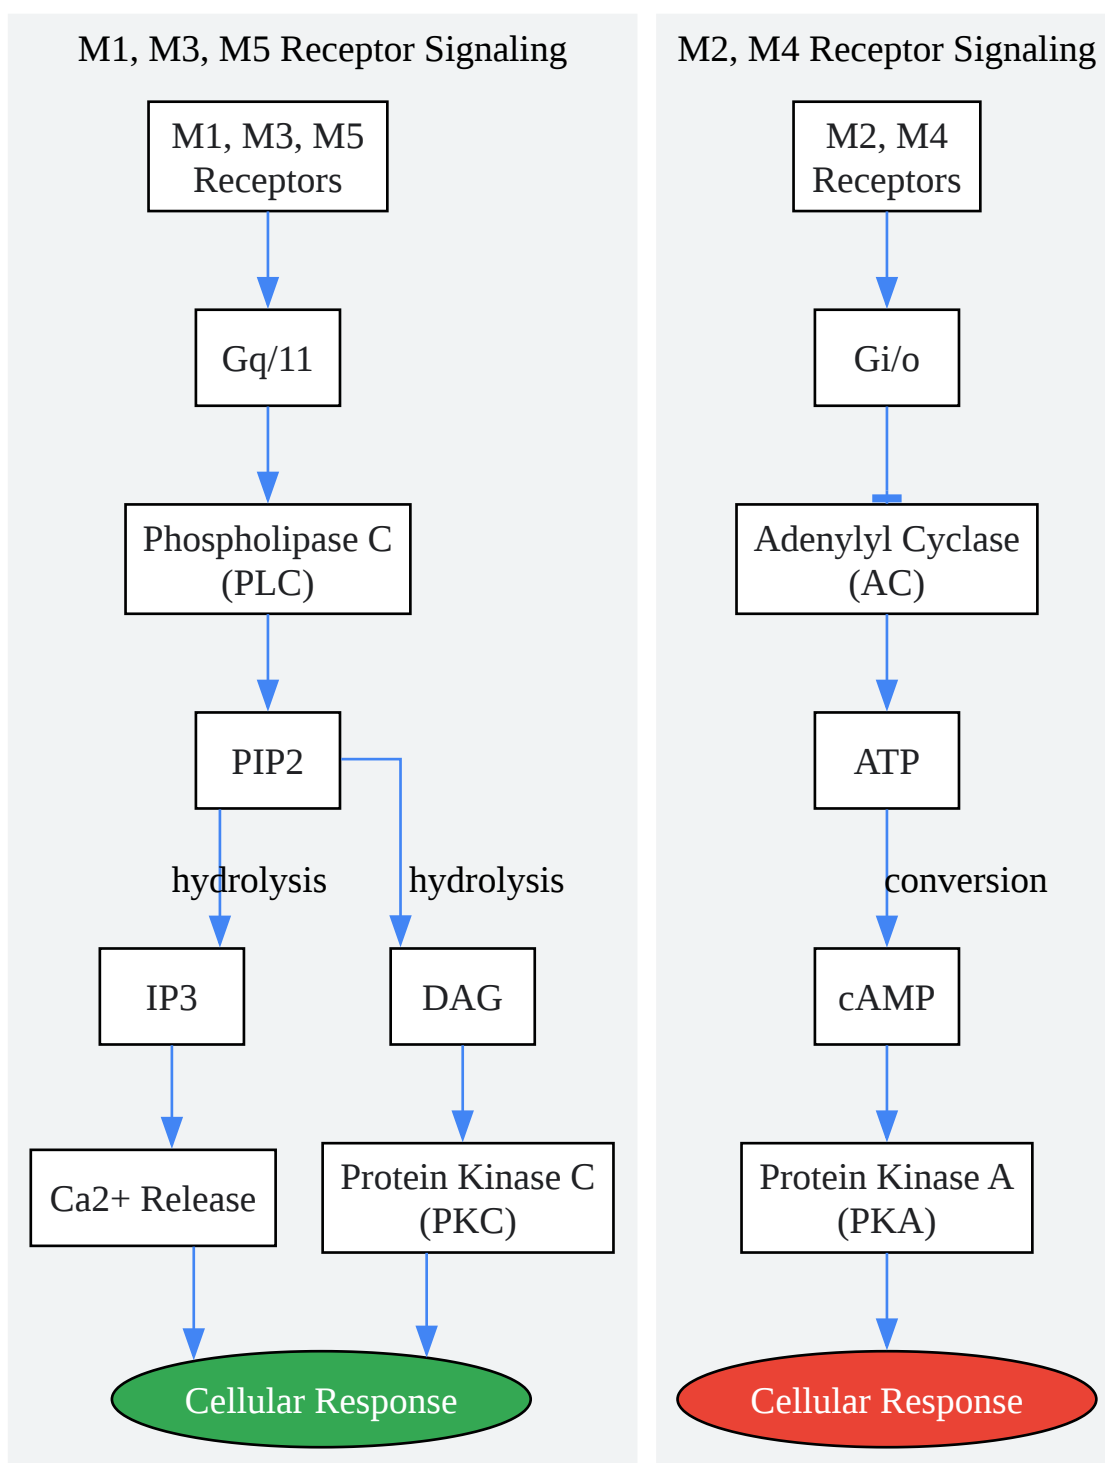 M1, M3, M5 Receptor Signaling
M1, M3, M5
Receptors
Gq/11
Phospholipase C
(PLC)
PIP2
hydrolysis
hydrolysis
IP3
DAG
Ca2+ Release
Protein Kinase C
(PKC)
Cellular Response
M2, M4 Receptor Signaling
M2, M4
Receptors
Gi/o
Adenylyl Cyclase
(AC)
ATP
conversion
cAMP
Protein Kinase A
(PKA)
Cellular Response